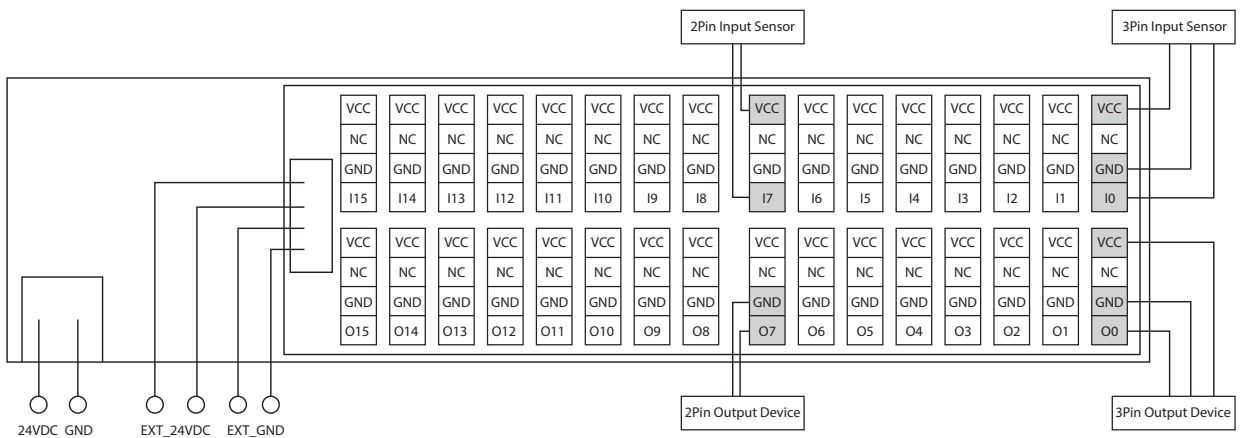 2Pin Input Sensor 3Pin Input Sensor
VCC VCC VCC VCC VCC VCC VCC VCC VCC VCC VCC VCC VCC VCC VCC VCC
NC NC NC NC NC NC NC NC NC NC NC NC NC NC NC NC
GND GND GND GND GND GND GND GND GND GND GND GND GND GND GND GND
I15 I14 I13 I12 I11 I10 I9 I8 I7 I6 I5 I4 I3 I2 I1 I0
VCC VCC VCC VCC VCC VCC VCC VCC VCC VCC VCC VCC VCC VCC VCC VCC
NC NC NC NC NC NC NC NC NC NC NC NC NC NC NC NC
GND GND GND GND GND GND GND GND GND GND GND GND GND GND GND GND
O15 O14 O13 O12 O11 O10 O9 O8 O7 O6 O5 O4 O3 O2 O1 O0
2Pin Output Device 3Pin Output Device
24VDC GND EXT_24VDC EXT_GND